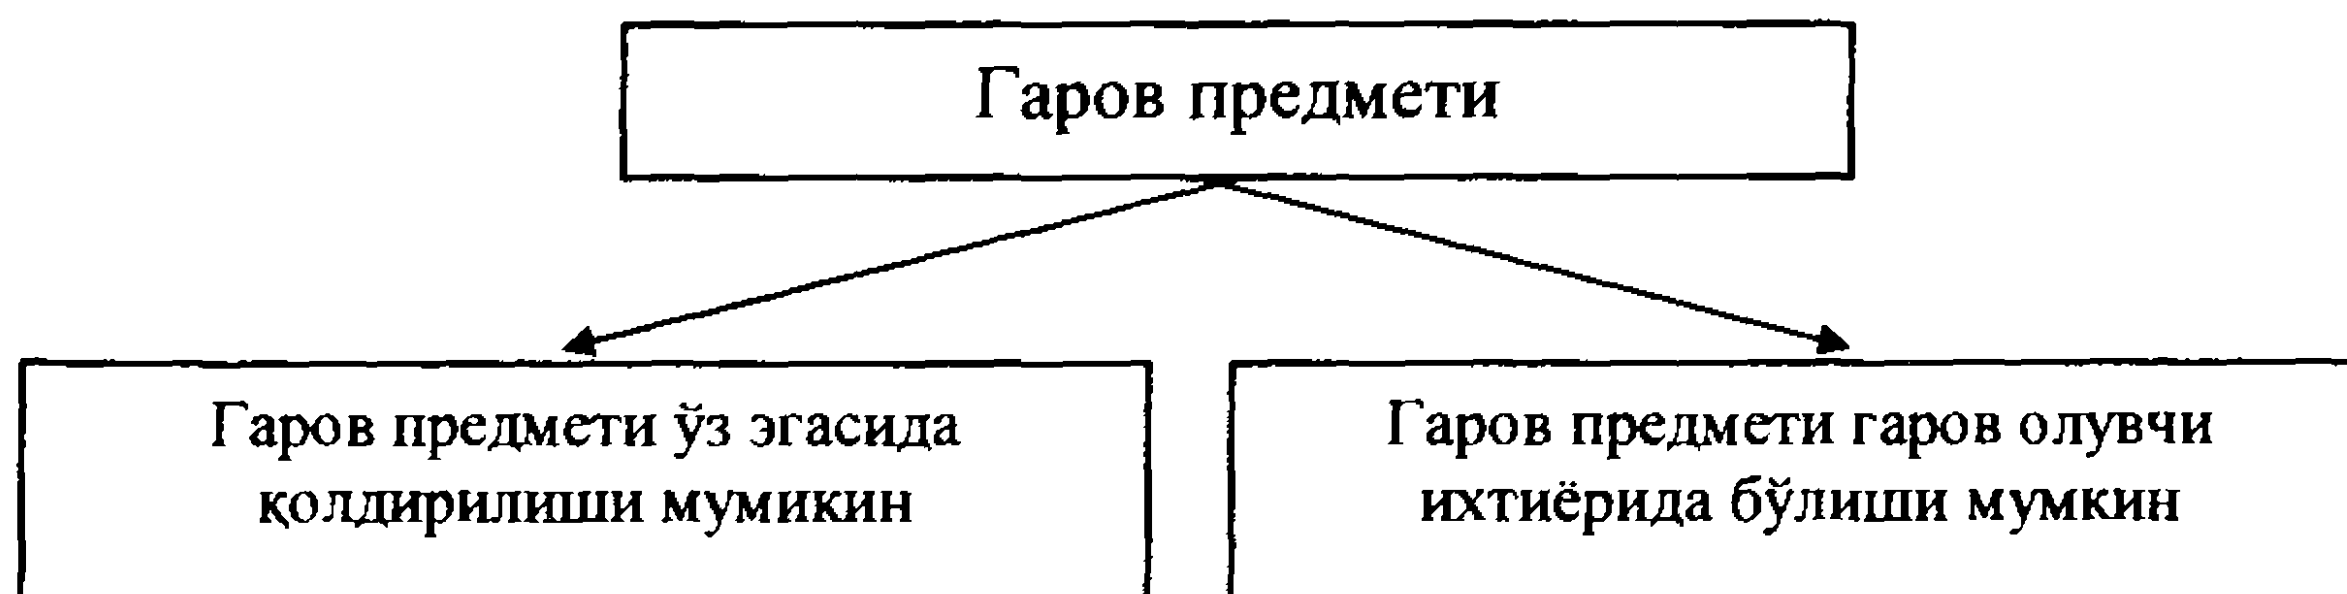 Гаров предмети
Гаров предмети ўз эгасида
қолдирилиши мумикин
Гаров предмети гаров олувчи
ихтиёрида бўлиши мумкин